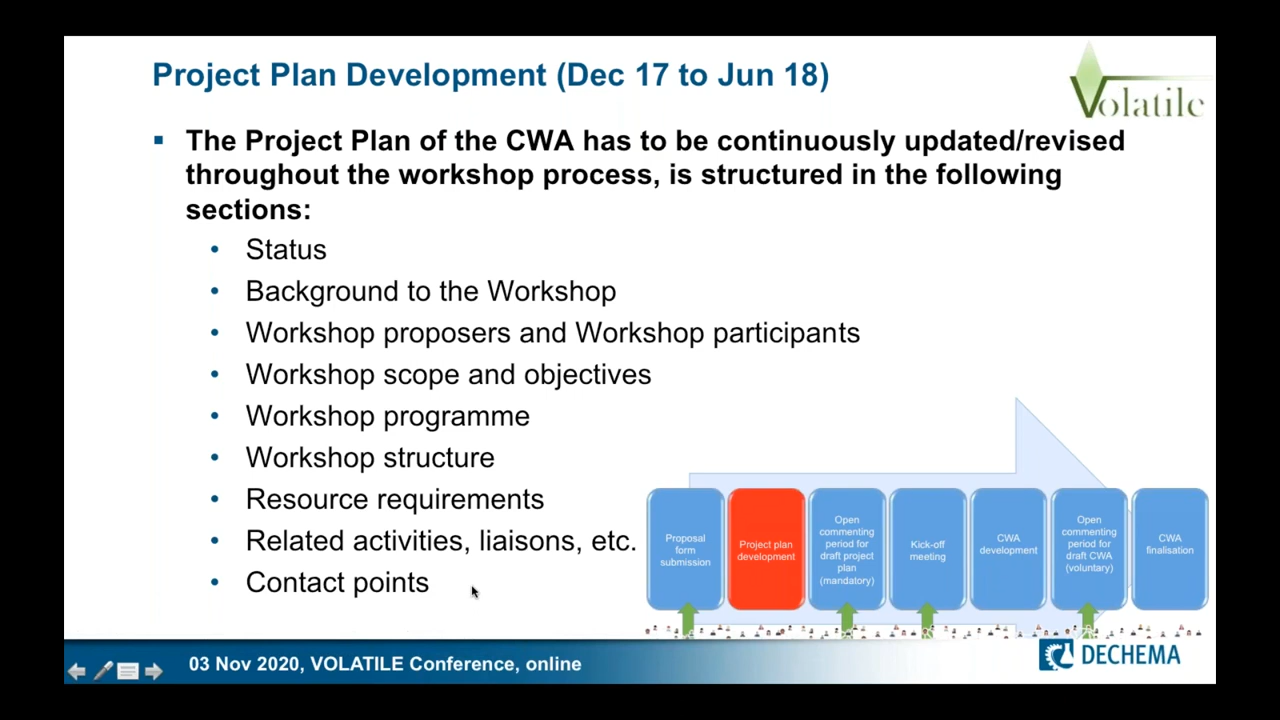 Project Plan Development (Dec 17 to Jun 18)
Volatile
The Project Plan of the CWA has to be continuously updated/revised
throughout the workshop process, is structured in the following
sections:
Status
Background to the Workshop
Workshop proposers and Workshop participants
Workshop scope and objectives
Workshop programme
Workshop structure
Resource requirements
Related activities, liaisons, etc.
Contact points
Proposal
form
submission
Project plan
development
Open
commenting
period for
draft project
plan
(mandatory)
Kick-off
meeting
CWA
development
Open
commenting
period for
draft CWA
(voluntary)
CWA
finalisation
03 Nov 2020, VOLATILE Conference, online
DECHEMA